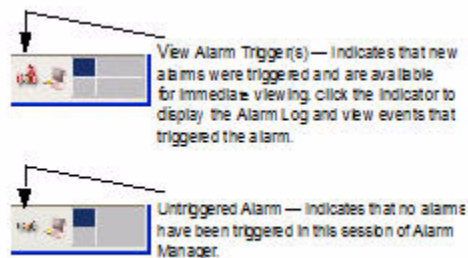 View Alarm Trigger(s) — Indicates that new
alarms were triggered and are available
for immediate viewing. Click the indicator to
display the Alarm Log and view events that
triggered the alarm.
Untriggered Alarm — Indicates that no alarms
have been triggered in this session of Alarm
Manager.